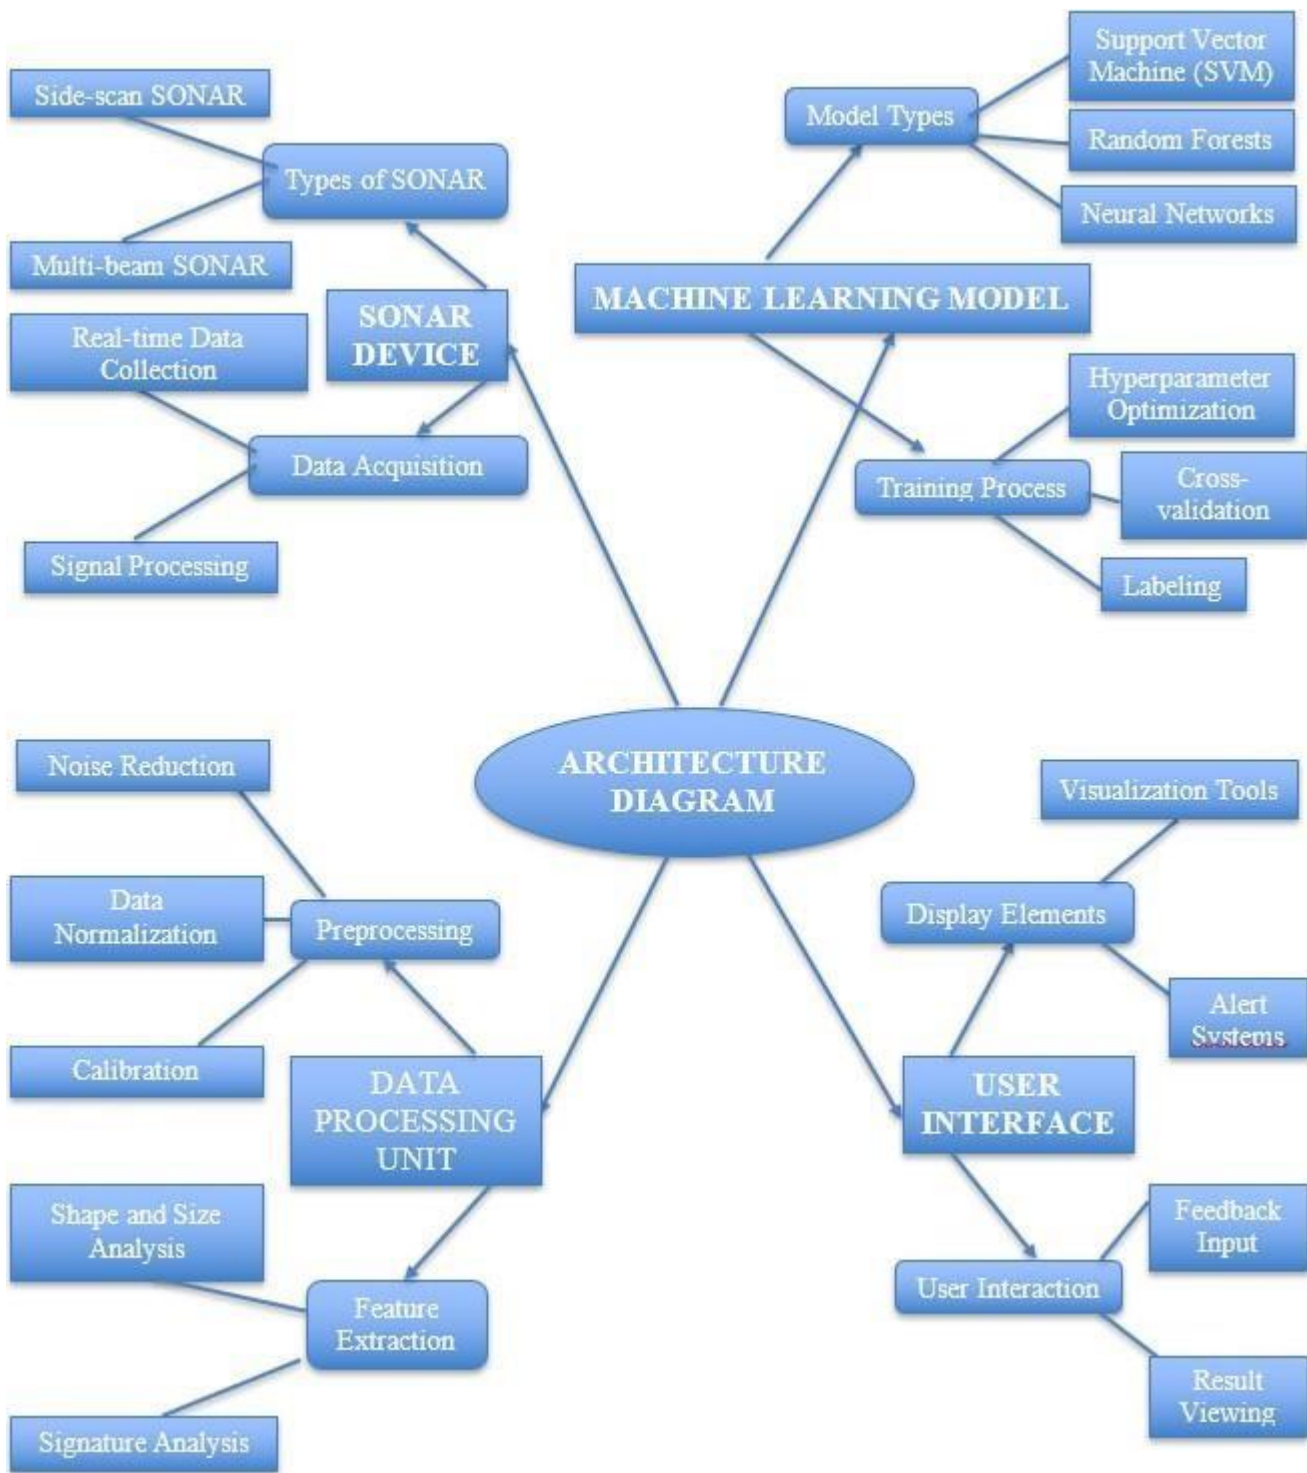 Side-scan SONAR
Types of SONAR
Multi-beam SONAR
SONAR
DEVICE
Real-time Data
Collection
Data Acquisition
Signal Processing
Support Vector
Machine (SVM)
Model Types
Random Forests
Neural Networks
MACHINE LEARNING MODEL
Hyperparameter
Optimization
Training Process
Cross-
validation
Labeling
ARCHITECTURE
DIAGRAM
Noise Reduction
Data
Normalization
Preprocessing
Calibration
DATA
PROCESSING
UNIT
Shape and Size
Analysis
Feature
Extraction
Signature Analysis
Visualization Tools
Display Elements
Alert
Systems
USER
INTERFACE
Feedback
Input
User Interaction
Result
Viewing